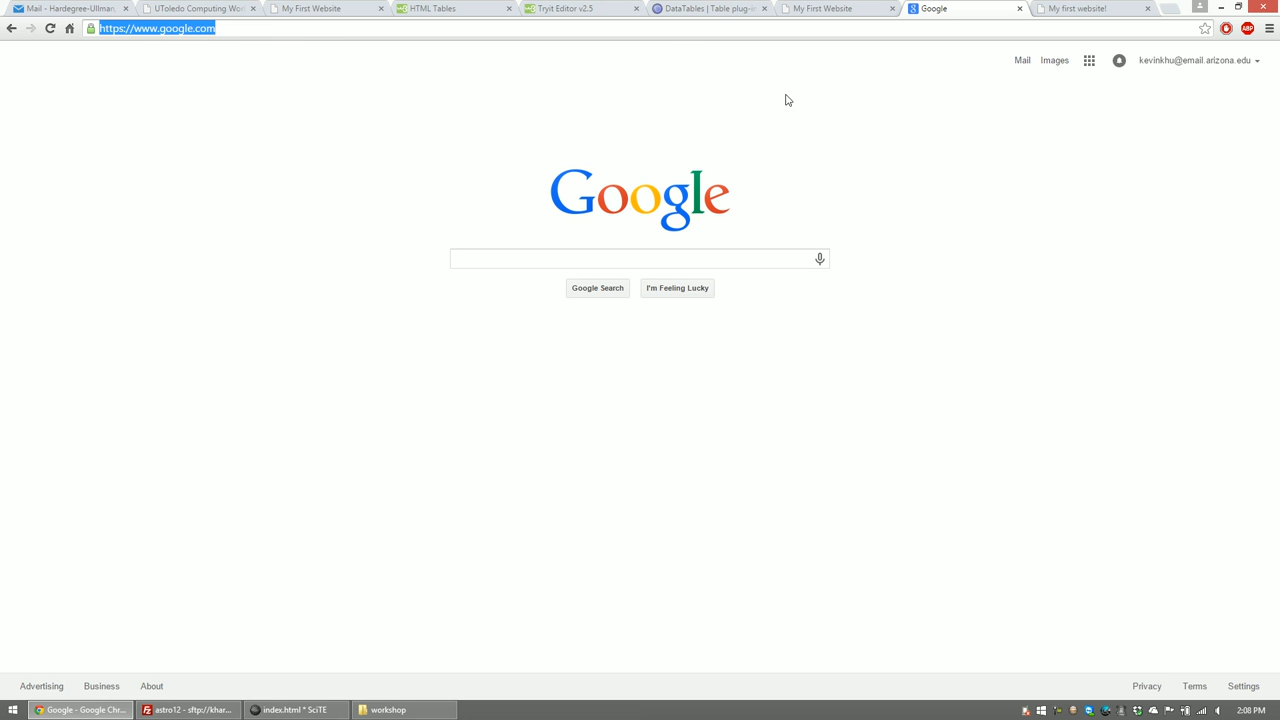 Mail - Hardegree-Ullman
UToledo Computing Wor
My First Website
HTML Tables
Tryit Editor v2.5
DataTables | Table plug-in
My First Website
Google
My first website!
https://www.google.com
ABP
Mail
Images
kevinkhu@email.arizona.edu
Google
Google Search
I'm Feeling Lucky
Advertising
Business
About
Privacy
Terms
Settings
Google - Google Chr...
astro12 - sftp://khar...
index.html * SciTE
workshop
2:08 PM